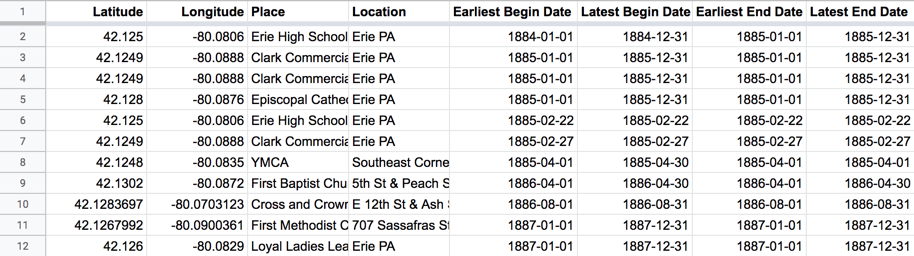 1 Latitude Longitude Place Location Earliest Begin Date Latest Begin Date Earliest End Date Latest End Date
2 42.125 -80.0806 Erie High School Erie PA 1884-01-01 1884-12-31 1885-01-01 1885-12-31
3 42.1249 -80.0888 Clark Commercia Erie PA 1885-01-01 1885-12-31 1885-01-01 1885-12-31
4 42.1249 -80.0888 Clark Commercia Erie PA 1885-01-01 1885-12-31 1885-01-01 1885-12-31
5 42.128 -80.0876 Episcopal Cathe Erie PA 1885-01-01 1885-12-31 1885-01-01 1885-12-31
6 42.125 -80.0806 Erie High School Erie PA 1885-02-22 1885-02-22 1885-02-22 1885-02-22
7 42.1249 -80.0888 Clark Commercia Erie PA 1885-02-27 1885-02-27 1885-02-27 1885-02-27
8 42.1248 -80.0835 YMCA Southeast Corne 1885-04-01 1885-04-30 1885-04-01 1885-04-01
9 42.1302 -80.0872 First Baptist Chu 5th St & Peach S 1886-04-01 1886-04-30 1886-04-01 1886-04-30
10 42.1283697 -80.0703123 Cross and Crown E 12th St & Ash 1886-08-01 1886-08-31 1886-08-01 1886-08-31
11 42.1267992 -80.0900361 First Methodist C 707 Sassafras St 1887-01-01 1887-12-31 1887-01-01 1887-12-31
12 42.126 -80.0829 Loyal Ladies Lea Erie PA 1887-01-01 1887-12-31 1887-01-01 1887-12-31